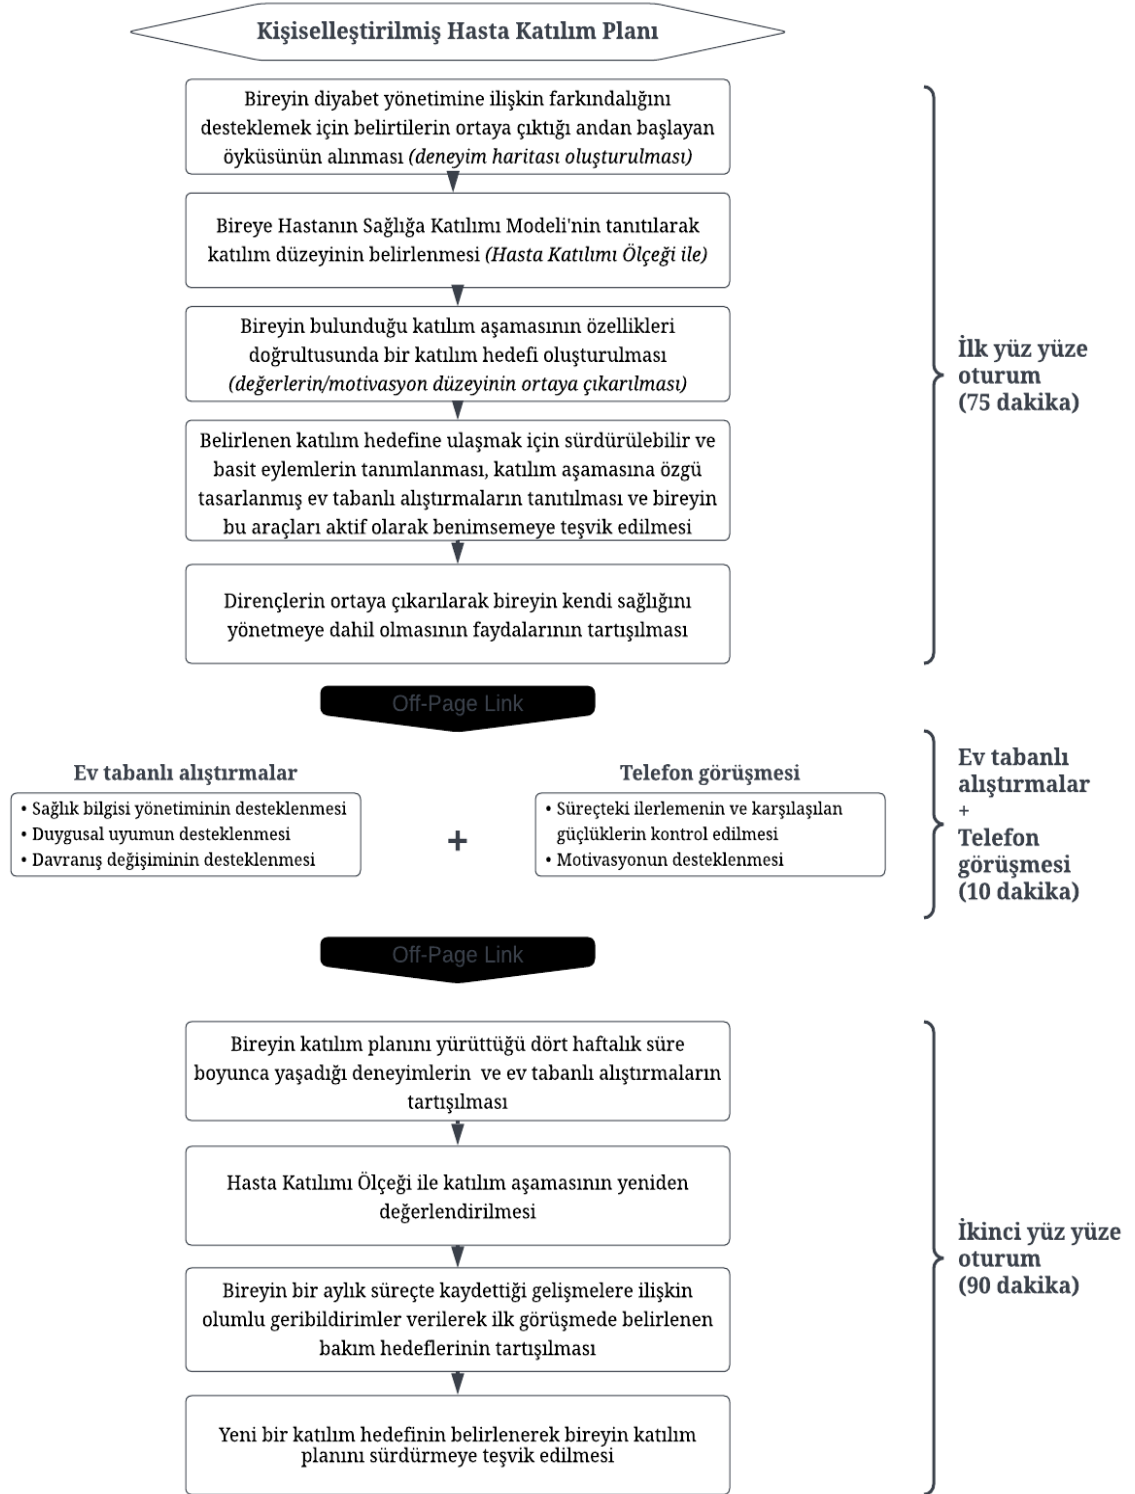 Kişiselleştirilmiş Hasta Katılım Planı
Bireyin diyabet yönetimine ilişkin farkındalığını
desteklemek için belirtilerin ortaya çıktığı andan başlayan
öyküsünün alınması (deneyim haritası oluşturulması)
Bireye Hastanın Sağlığa Katılımı Modeli'nin tanıtılarak
katılım düzeyinin belirlenmesi (Hasta Katılımı Ölçeği ile)
Bireyin bulunduğu katılım aşamasının özellikleri
doğrultusunda bir katılım hedefi oluşturulması
(değerlerin/motivasyon düzeyinin ortaya çıkarılması)
Belirlenen katılım hedefine ulaşmak için sürdürülebilir ve
basit eylemlerin tanımlanması, katılım aşamasına özgü
tasarlanmış ev tabanlı alıştırmaların tanıtılması ve bireyin
bu araçları aktif olarak benimsemeye teşvik edilmesi
Dirençlerin ortaya çıkarılarak bireyin kendi sağlığını
yönetmeye dahil olmasının faydalarının tartışılması
İlk yüz yüze
oturum
(75 dakika)
Off-Page Link
Ev tabanlı alıştırmalar
• Sağlık bilgisi yönetiminin desteklenmesi
• Duygusal uyumun desteklenmesi
• Davranış değişiminin desteklenmesi
+
Telefon görüşmesi
• Süreçteki ilerlemenin ve karşılaşılan
güçlüklerin kontrol edilmesi
• Motivasyonun desteklenmesi
Ev tabanlı
alıştırmalar
+
Telefon
görüşmesi
(10 dakika)
Off-Page Link
Bireyin katılım planını yürüttüğü dört haftalık süre
boyunca yaşadığı deneyimlerin  ve ev tabanlı alıştırmaların
tartışılması
Hasta Katılımı Ölçeği ile katılım aşamasının yeniden
değerlendirilmesi
Bireyin bir aylık süreçte kaydettiği gelişmelere ilişkin
olumlu geribildirimler verilerek ilk görüşmede belirlenen
bakım hedeflerinin tartışılması
Yeni bir katılım hedefinin belirlenerek bireyin katılım
planını sürdürmeye teşvik edilmesi
İkinci yüz yüze
oturum
(90 dakika)